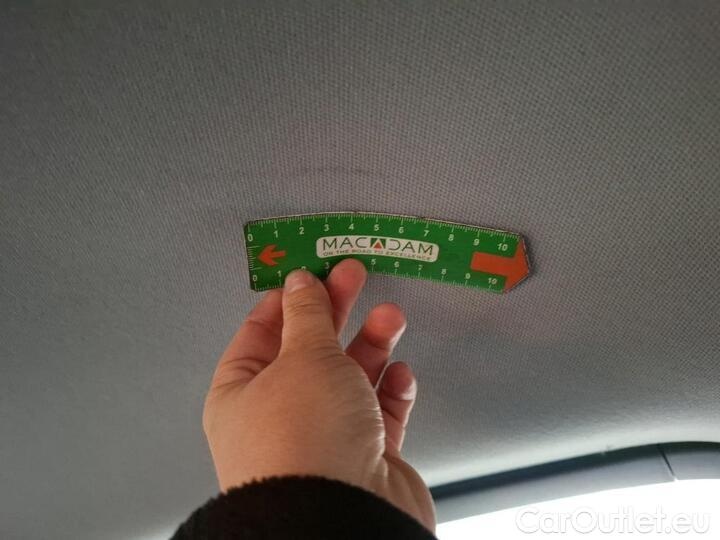 0 1 2 3 4 5 6 7 8 9 10
MACADAM
ON THE ROAD TO EXCELLENCE
0 1 2 3 5 6 7 8 9 10
CarOutlet.eu